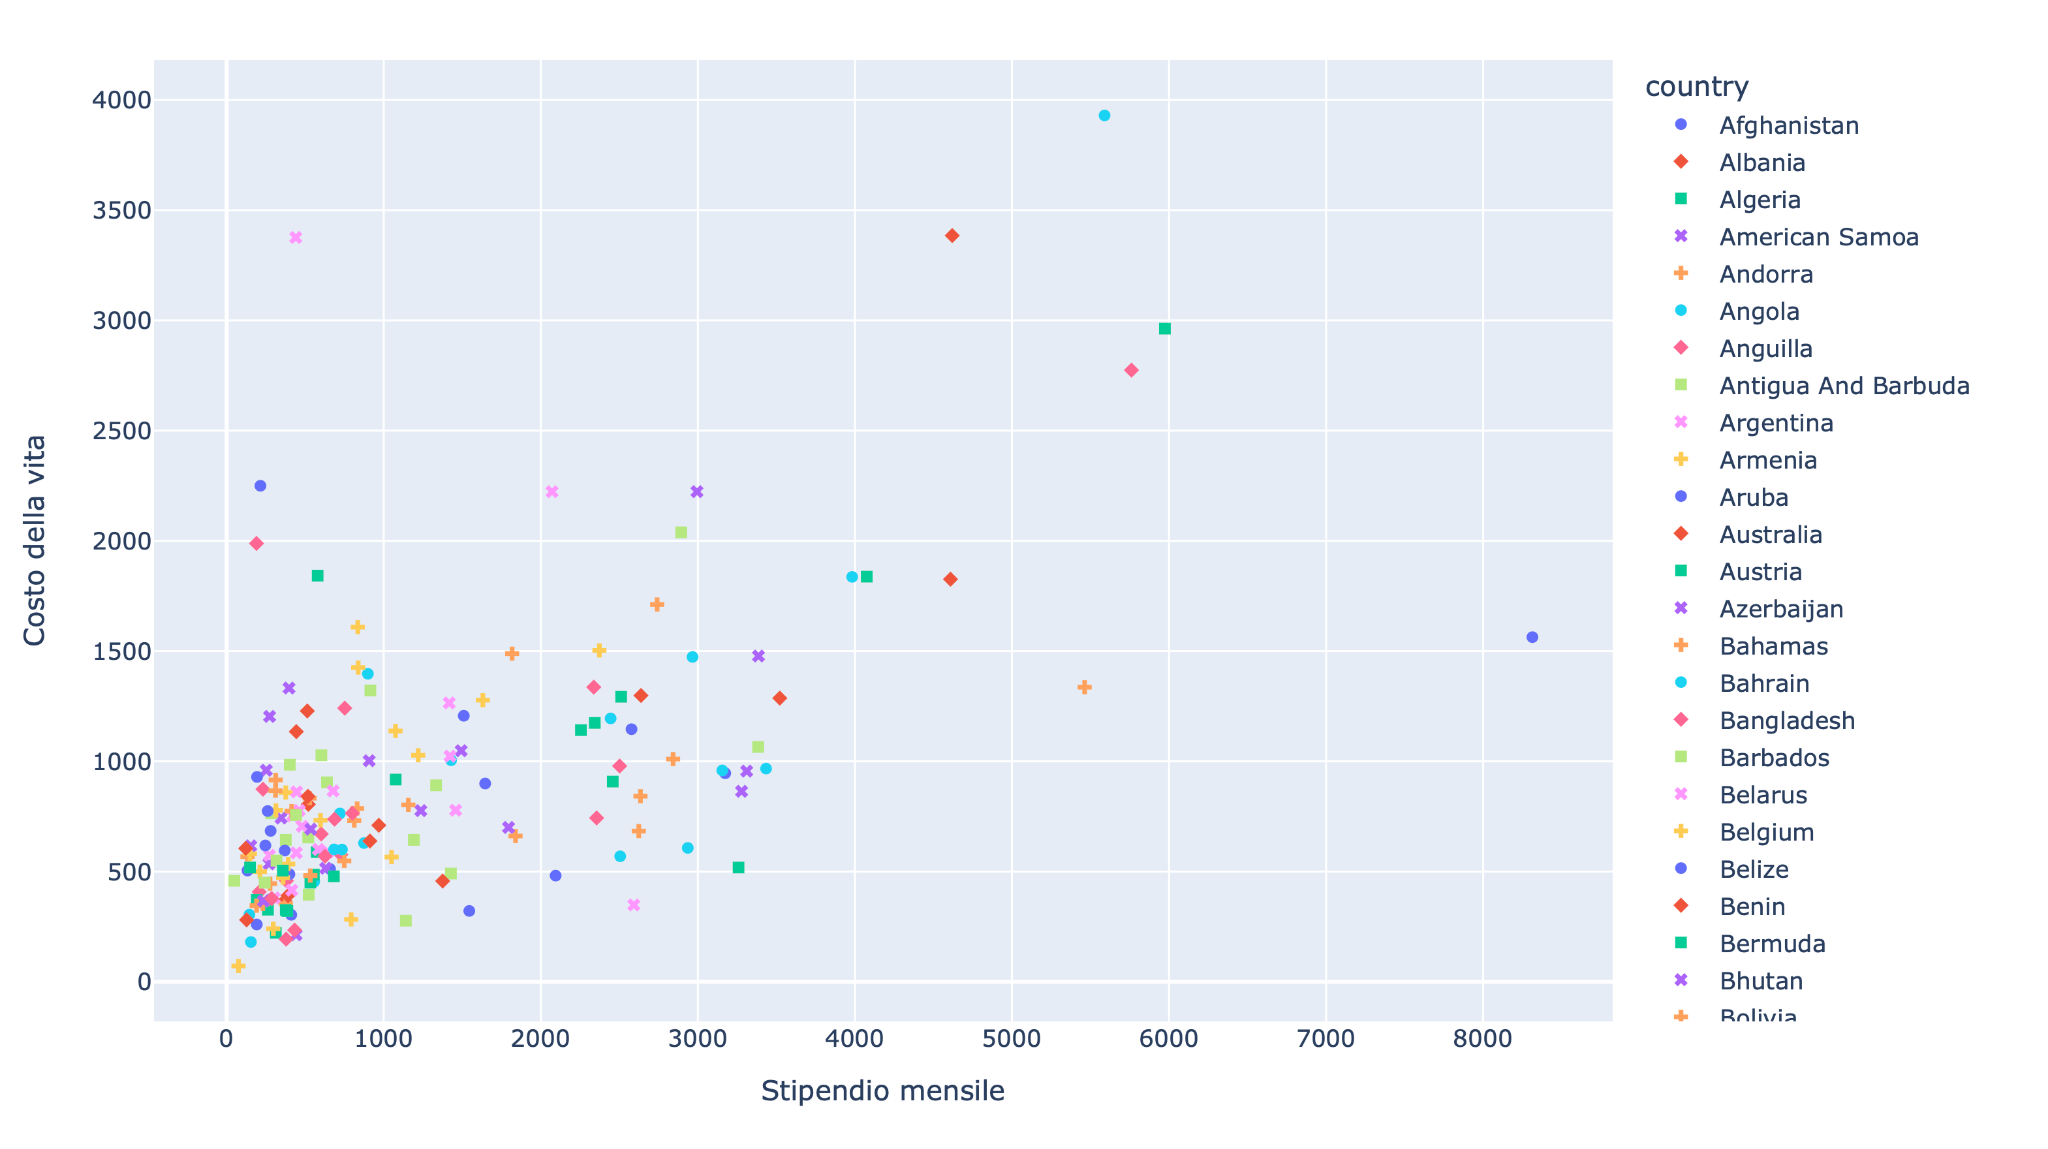 4000
3500
3000
2500
2000
1500
1000
500
0
Costo della vita
0 1000 2000 3000 4000 5000 6000 7000 8000
Stipendio mensile
country
Afghanistan
Albania
Algeria
American Samoa
Andorra
Angola
Anguilla
Antigua And Barbuda
Argentina
Armenia
Aruba
Australia
Austria
Azerbaijan
Bahamas
Bahrain
Bangladesh
Barbados
Belarus
Belgium
Belize
Benin
Bermuda
Bhutan
Bolivia